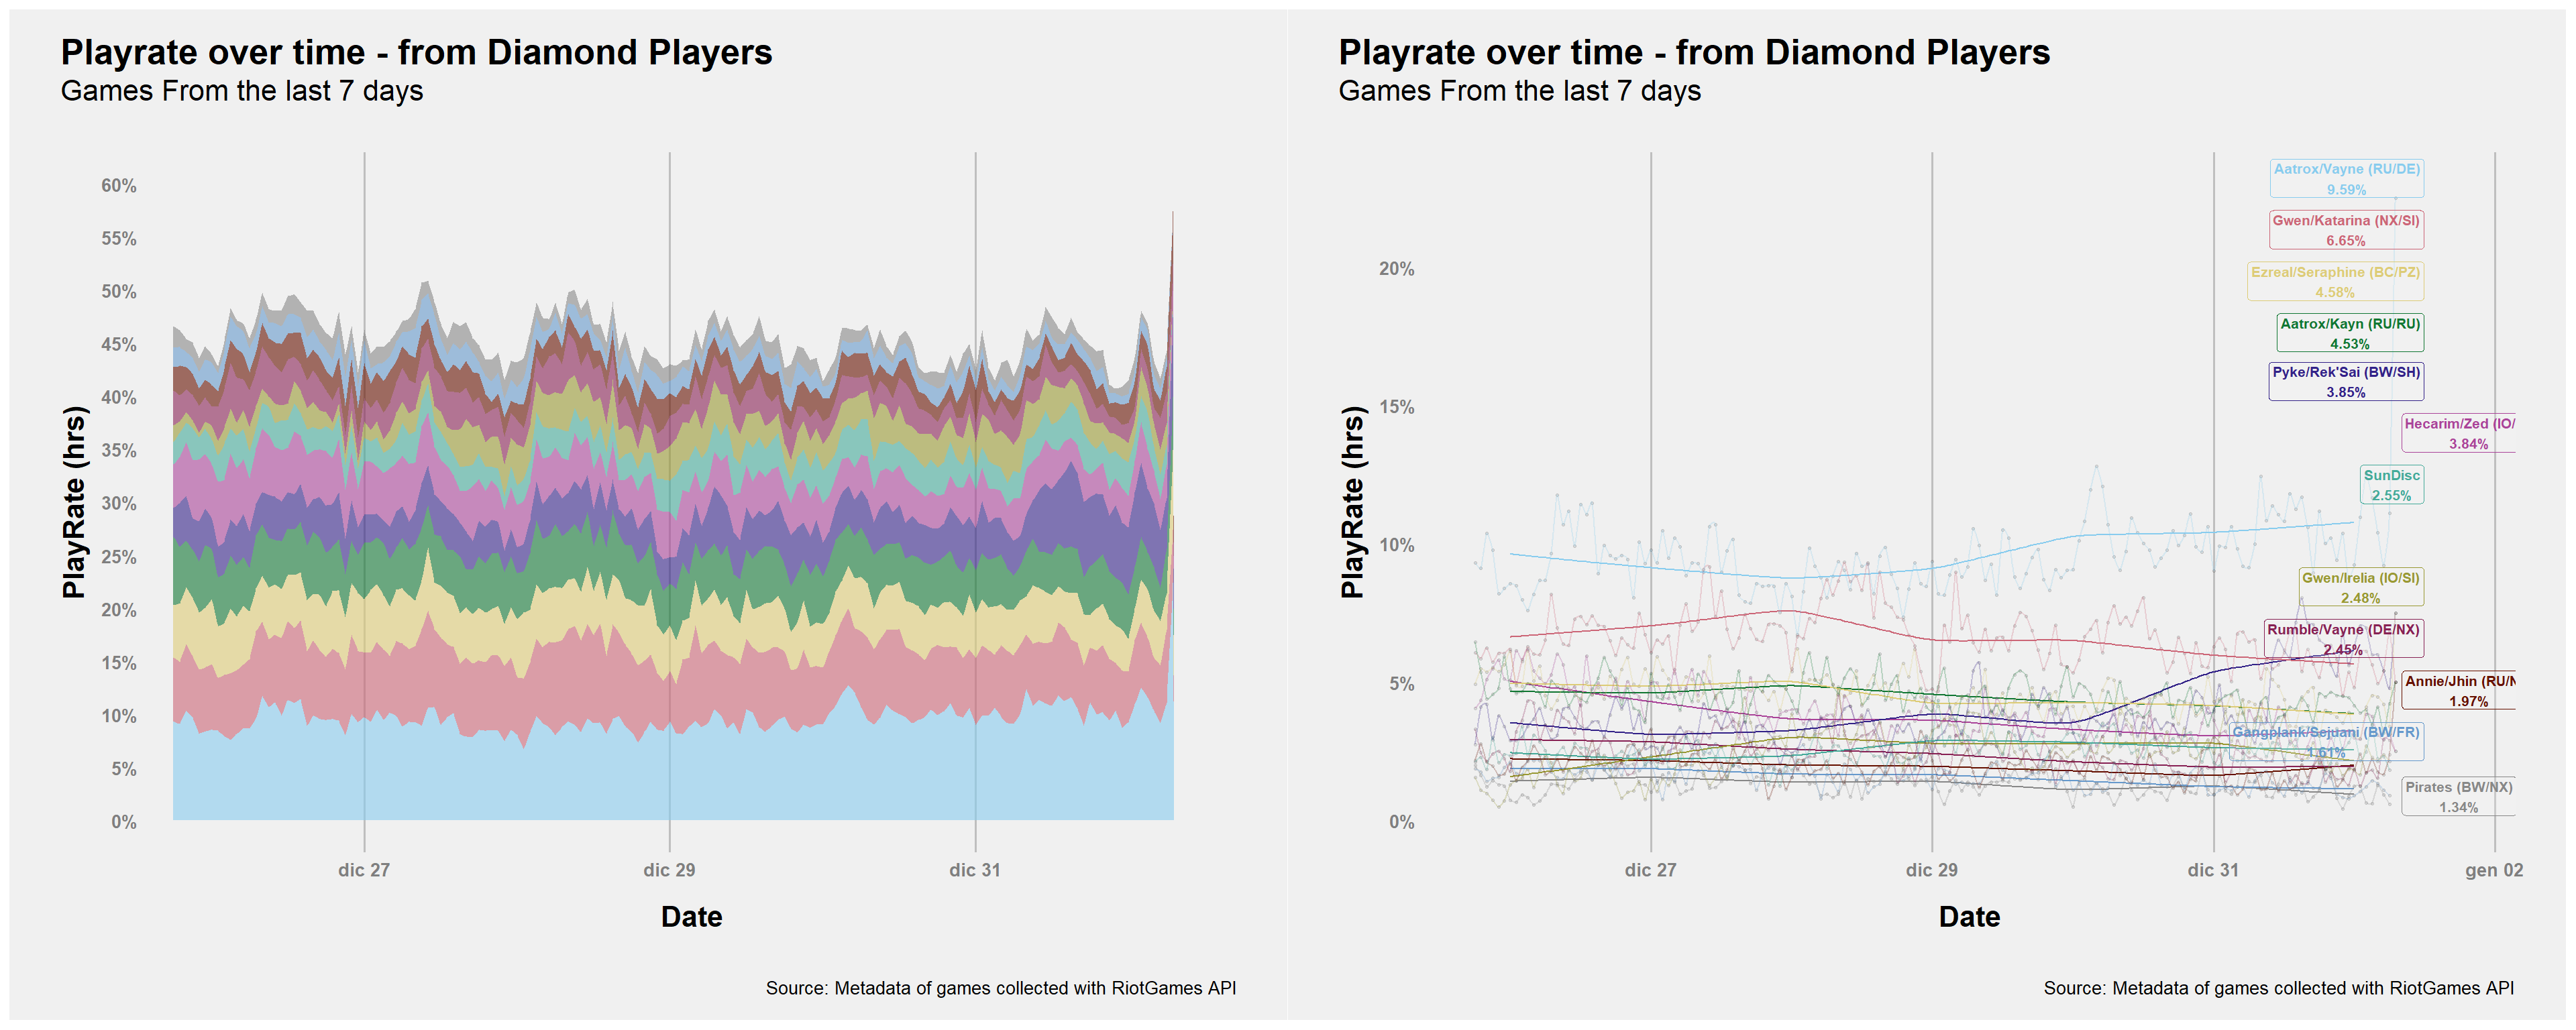 Playrate over time - from Diamond Players
Games From the last 7 days
60%
55%
50%
45%
40%
35%
30%
25%
20%
15%
10%
5%
0%
PlayRate (hrs)
dic 27
dic 29
dic 31
Date
Source: Metadata of games collected with RiotGames API
Playrate over time - from Diamond Players
Games From the last 7 days
20%
15%
10%
5%
0%
PlayRate (hrs)
Aatrox/Vayne (RU/DE)
9.59%
Gwen/Katarina (NX/SI)
6.65%
Ezreal/Seraphine (BC/PZ)
4.58%
Aatrox/Kayn (RU/RU)
4.53%
Pyke/Rek'Sai (BW/SH)
3.85%
Hecarim/Zed (IO/
3.84%
SunDisc
2.55%
Gwen/Irelia (IO/SI)
2.48%
Rumble/Vayne (DE/NX)
2.45%
Annie/Jhin (RU/N
1.97%
Gangplank/Sejuani (BW/FR)
1.61%
Pirates (BW/NX)
1.34%
dic 27
dic 29
dic 31
gen 02
Date
Source: Metadata of games collected with RiotGames API